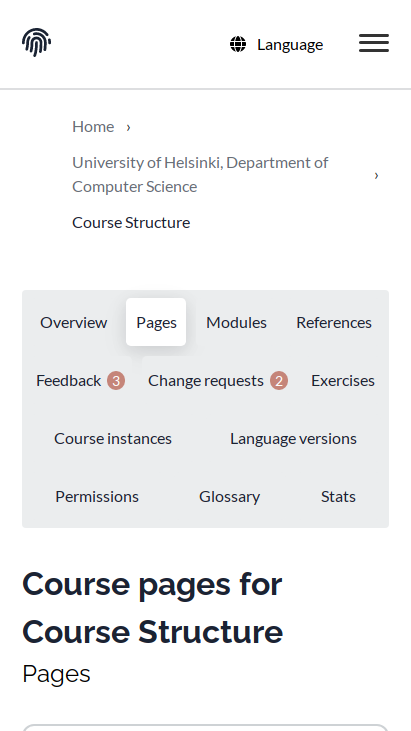 Language
Home ›
University of Helsinki, Department of
Computer Science ›
Course Structure
Overview Pages Modules References
Feedback 3 Change requests 2 Exercises
Course instances Language versions
Permissions Glossary Stats
Course pages for
Course Structure
Pages